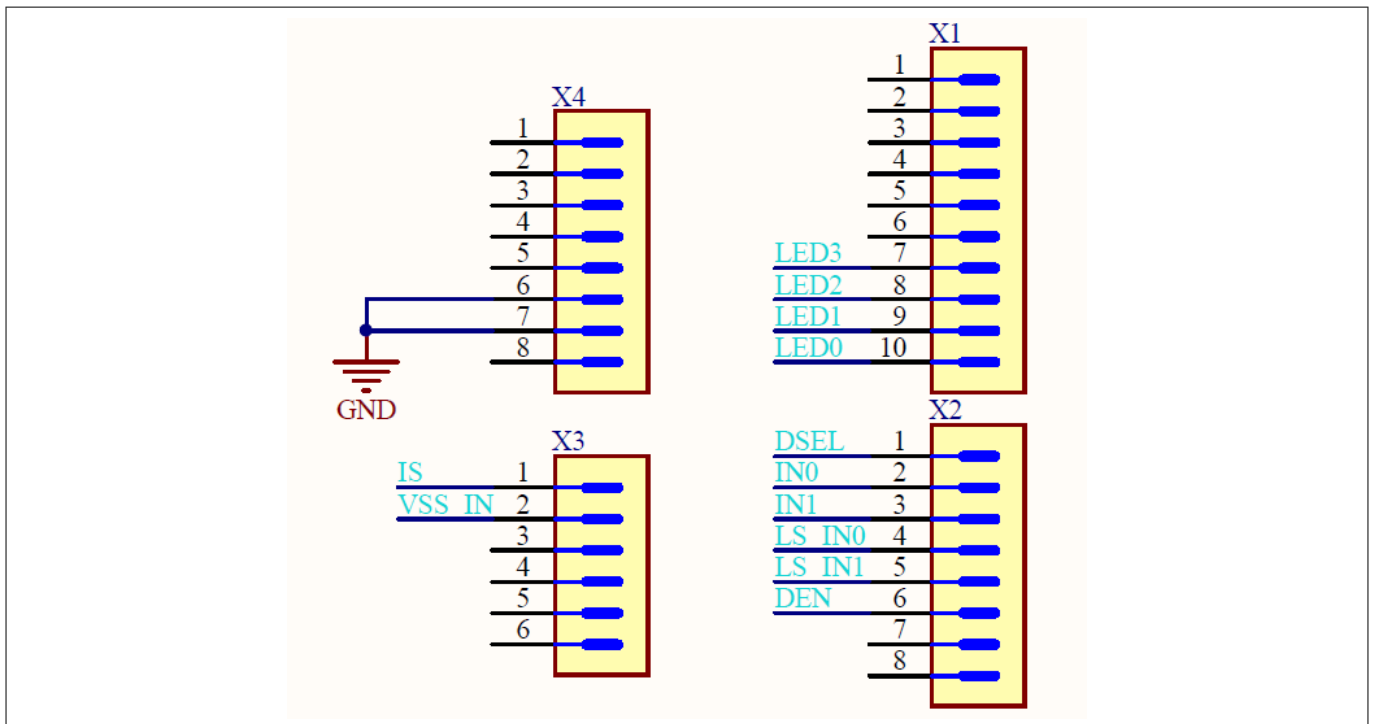 X4
1
2
3
4
5
6
7
8
GND
X1
1
2
3
4
5
6
LED3 7
LED2 8
LED1 9
LED0 10
X3
IS 1
VSS_IN 2
3
4
5
6
X2
DSEL 1
IN0 2
IN1 3
LS_IN0 4
LS_IN1 5
DEN 6
7
8